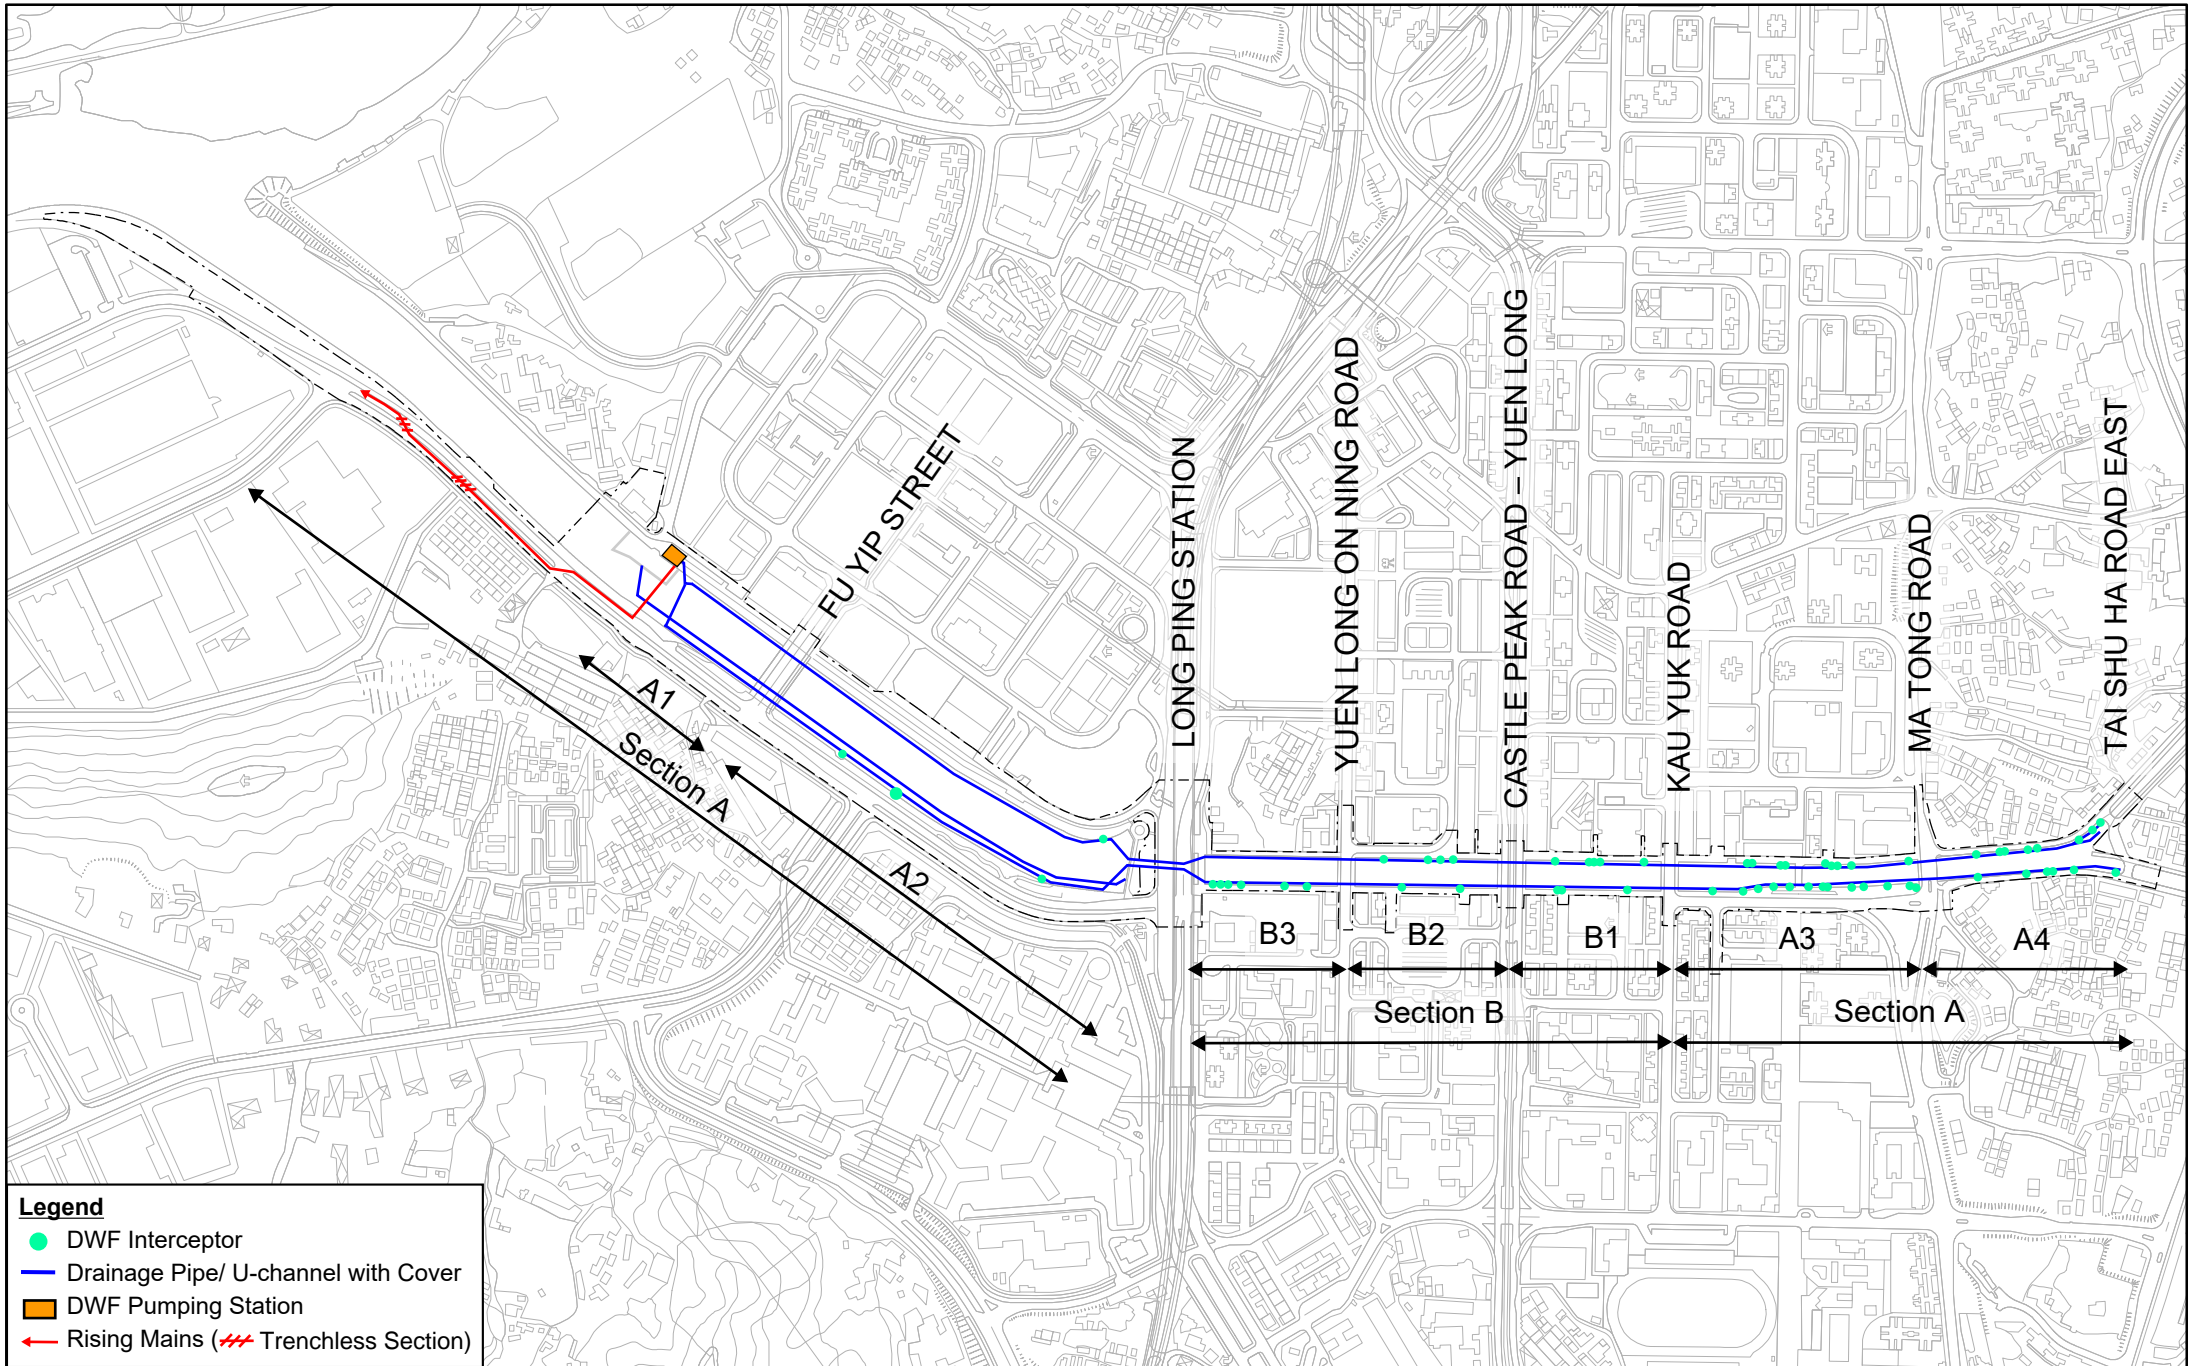 FU YIP STREET
LONG PING STATION
YUEN LONG ON NING ROAD
CASTLE PEAK ROAD – YUEN LONG
KAU YUK ROAD
MA TONG ROAD
TAI SHU HA ROAD EAST
A1
Section A
A2
B3
B2
B1
A3
A4
Section B
Section A
Legend
DWF Interceptor
Drainage Pipe/ U-channel with Cover
DWF Pumping Station
Rising Mains ( Trenchless Section)